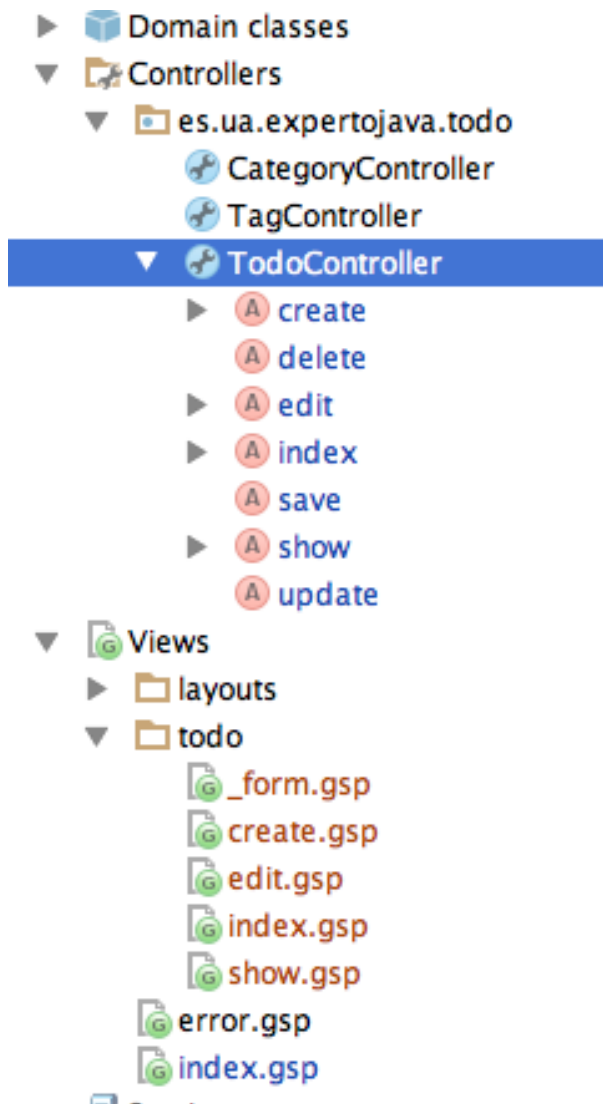 Domain classes
Controllers
es.ua.expertojava.todo
CategoryController
TagController
TodoController
A create
A delete
A edit
A index
A save
A show
A update
G Views
layouts
todo
G _form.gsp
G create.gsp
G edit.gsp
G index.gsp
G show.gsp
G error.gsp
G index.gsp